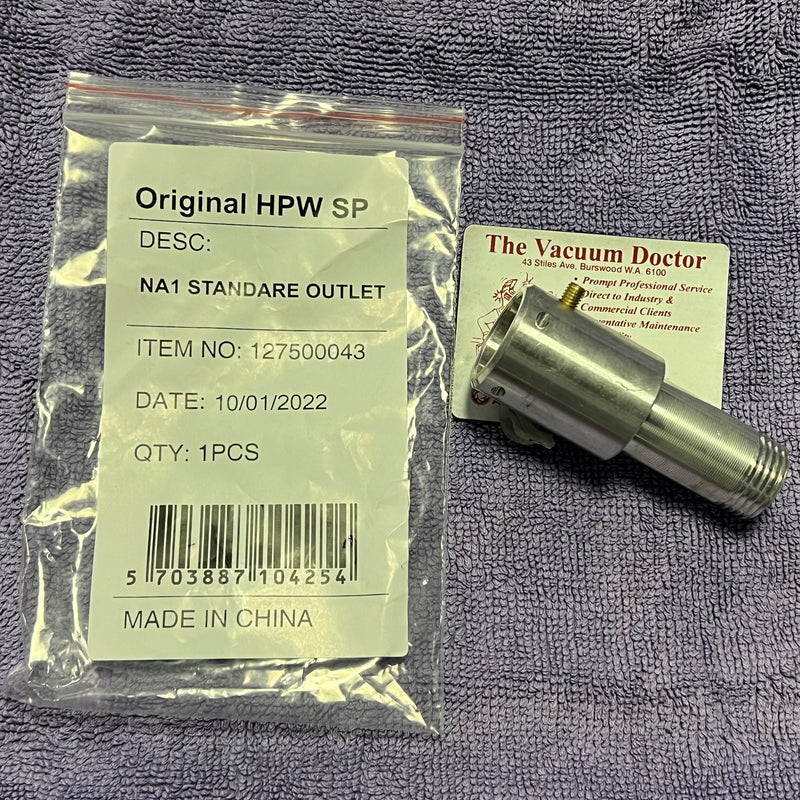 Original HPW SP
DESC:
NA1 STANDARE OUTLET
ITEM NO: 127500043
DATE: 10/01/2022
QTY: 1PCS
5 703887 104254
MADE IN CHINA
The Vacuum Doctor
43 Stiles Ave, Burswood W.A. 6100
• Prompt Professional Service
Direct to Industry &
Commercial Clients
Maintenance